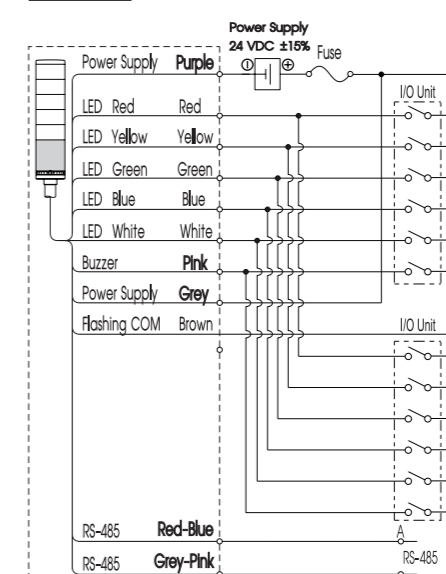 Power Supply
24 VDC ±15%
Fuse
Power Supply Purple
I/O Unit
LED Red Red
LED Yellow Yellow
LED Green Green
LED Blue Blue
LED White White
Buzzer Pink
Power Supply Grey
Flashing COM Brown
I/O Unit
RS-485 Red-Blue
A
RS-485 Grey-Pink
RS-485